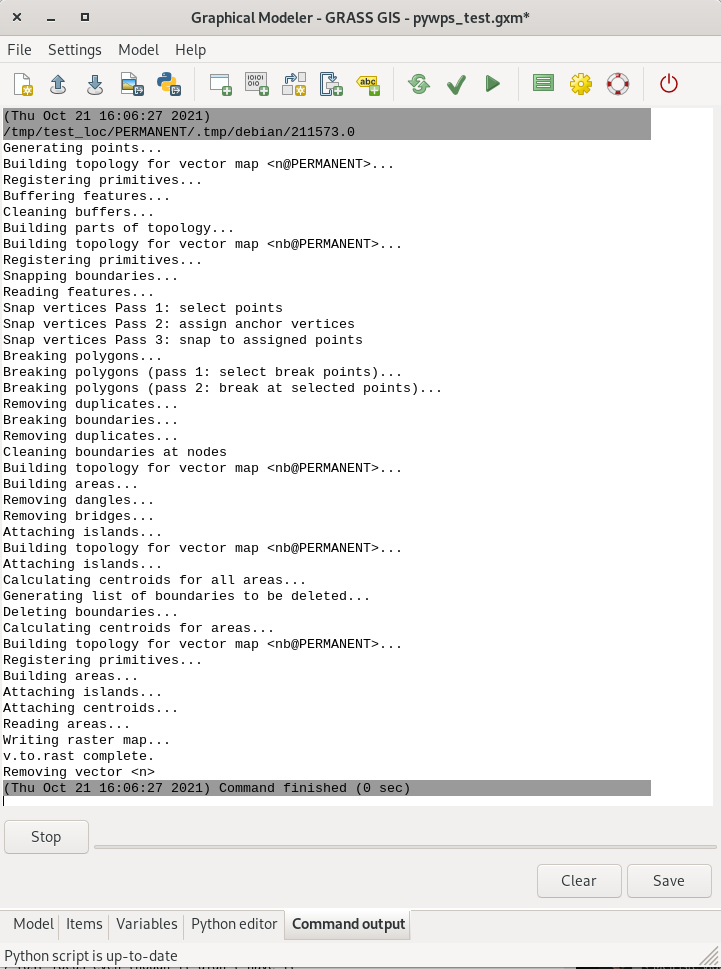 Graphical Modeler - GRASS GIS - pywps_test.gxm*
File Settings Model Help
(Thu Oct 21 16:06:27 2021)
/tmp/test_loc/PERMANENT/.tmp/debian/211573.0
Generating points...
Building topology for vector map <n@PERMANENT>...
Registering primitives...
Buffering features...
Cleaning buffers...
Building parts of topology...
Building topology for vector map <nb@PERMANENT>...
Registering primitives...
Snapping boundaries...
Reading features...
Snap vertices Pass 1: select points
Snap vertices Pass 2: assign anchor vertices
Snap vertices Pass 3: snap to assigned points
Breaking polygons...
Breaking polygons (pass 1: select break points)...
Breaking polygons (pass 2: break at selected points)...
Removing duplicates...
Breaking boundaries...
Removing duplicates...
Cleaning boundaries at nodes
Building topology for vector map <nb@PERMANENT>...
Building areas...
Removing dangles...
Removing bridges...
Attaching islands...
Building topology for vector map <nb@PERMANENT>...
Attaching islands...
Calculating centroids for all areas...
Generating list of boundaries to be deleted...
Deleting boundaries...
Calculating centroids for areas...
Building topology for vector map <nb@PERMANENT>...
Registering primitives...
Building areas...
Attaching islands...
Attaching centroids...
Reading areas...
Writing raster map...
v.to.rast complete.
Removing vector <n>
(Thu Oct 21 16:06:27 2021) Command finished (0 sec)
Stop
Clear Save
Model Items Variables Python editor Command output
Python script is up-to-date